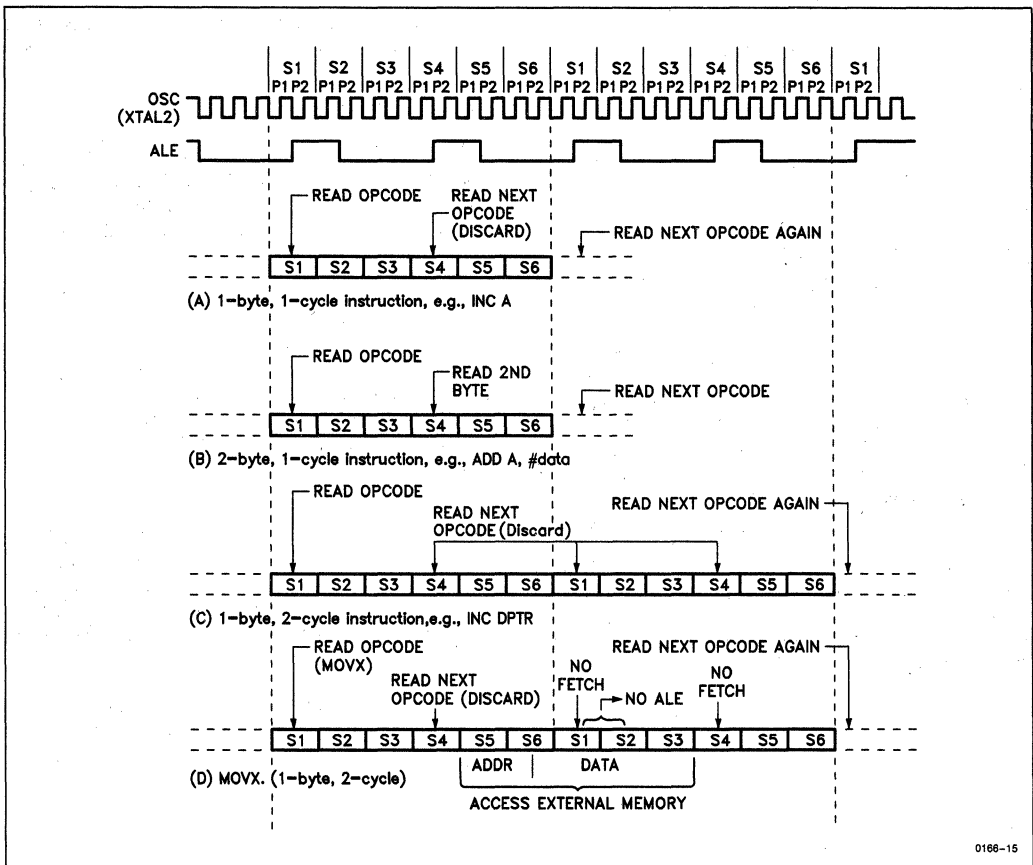 S1 S2 S3 S4 S5 S6 S1 S2 S3 S4 S5 S6 S1
P1 P2 P1 P2 P1 P2 P1 P2 P1 P2 P1 P2 P1 P2 P1 P2 P1 P2 P1 P2 P1 P2 P1 P2 P1 P2
OSC
(XTAL2)
ALE
READ OPCODE
READ NEXT
OPCODE
(DISCARD)
READ NEXT OPCODE AGAIN
S1 S2 S3 S4 S5 S6
(A) 1-byte, 1-cycle instruction, e.g., INC A
READ OPCODE
READ 2ND
BYTE
READ NEXT OPCODE
S1 S2 S3 S4 S5 S6
(B) 2-byte, 1-cycle instruction, e.g., ADD A, #data
READ OPCODE
READ NEXT
OPCODE (Discard)
READ NEXT OPCODE AGAIN
S1 S2 S3 S4 S5 S6 S1 S2 S3 S4 S5 S6
(C) 1-byte, 2-cycle instruction,e.g., INC DPTR
READ OPCODE
(MOVX)
READ NEXT
OPCODE (DISCARD)
NO
FETCH
NO ALE
NO
FETCH
READ NEXT OPCODE AGAIN
S1 S2 S3 S4 S5 S6 S1 S2 S3 S4 S5 S6
ADDR DATA
(D) MOVX. (1-byte, 2-cycle)
ACCESS EXTERNAL MEMORY
0166-15